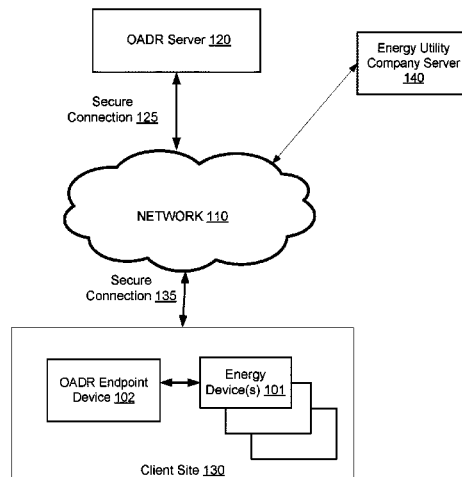 OADR Server 120
Energy Utility
Company Server
140
Secure
Connection 125
NETWORK 110
Secure
Connection 135
OADR Endpoint
Device 102
Energy
Device(s) 101
Client Site 130